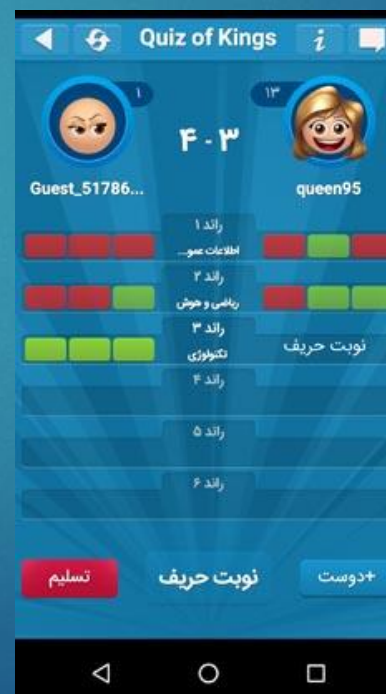 Quiz of Kings
i
۱
۱۳
۴ - ۳
Guest_51786...
queen95
راند ۱
اطلاعات عمو...
راند ۲
ریاضی و هوش
راند ۳
تکنولوژی
نوبت حریف
راند ۴
راند ۵
راند ۶
تسلیم
نوبت حریف
+دوست